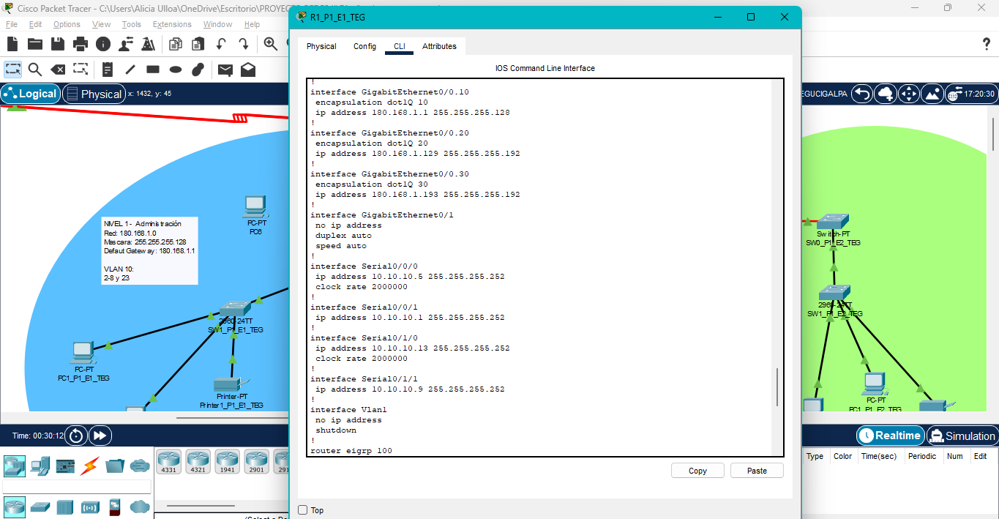 Cisco Packet Tracer - C:\Users\Alicia Ulloa\OneDrive\Escritorio\PROYEC
R1_P1_E1_TEG
File Edit Options View Tools Extensions Window Help
Physical Config CLI Attributes
IOS Command Line Interface
Logical
Physical
x: 1432, y: 45
EGUCIGALPA
17:20:30
!
interface GigabitEthernet0/0.10
encapsulation dot1Q 10
ip address 180.168.1.1 255.255.255.128
!
interface GigabitEthernet0/0.20
encapsulation dot1Q 20
ip address 180.168.1.129 255.255.255.192
!
interface GigabitEthernet0/0.30
encapsulation dot1Q 30
ip address 180.168.1.193 255.255.255.192
!
interface GigabitEthernet0/1
no ip address
duplex auto
speed auto
!
interface Serial0/0/0
ip address 10.10.10.5 255.255.255.252
clock rate 2000000
!
interface Serial0/0/1
ip address 10.10.10.1 255.255.255.252
!
interface Serial0/1/0
ip address 10.10.10.13 255.255.255.252
clock rate 2000000
!
interface Serial0/1/1
ip address 10.10.10.9 255.255.255.252
!
interface Vlan1
no ip address
shutdown
!
router eigrp 100
Copy
Paste
Top
PC-PT
PC6
NIVEL 1 - Administración
Red: 180.168.1.0
Mascara: 255.255.255.128
Defaut Gateway: 180.168.1.1
VLAN 10:
2-8 y 23
2960-24TT
SW1_P1_E1_TEG
PC-PT
PC1_P1_E1_TEG
Printer-PT
Printer1_P1_E1_TEG
Switch-PT
SW0_P1_E2_TEG
2960-24TT
SW1_P1_E2_TEG
PC-PT
PC1_P1_E2_TEG
Time: 00:30:12
Realtime
Simulation
4331
4321
1941
2901
291
Type Color Time(sec) Periodic Num Edit